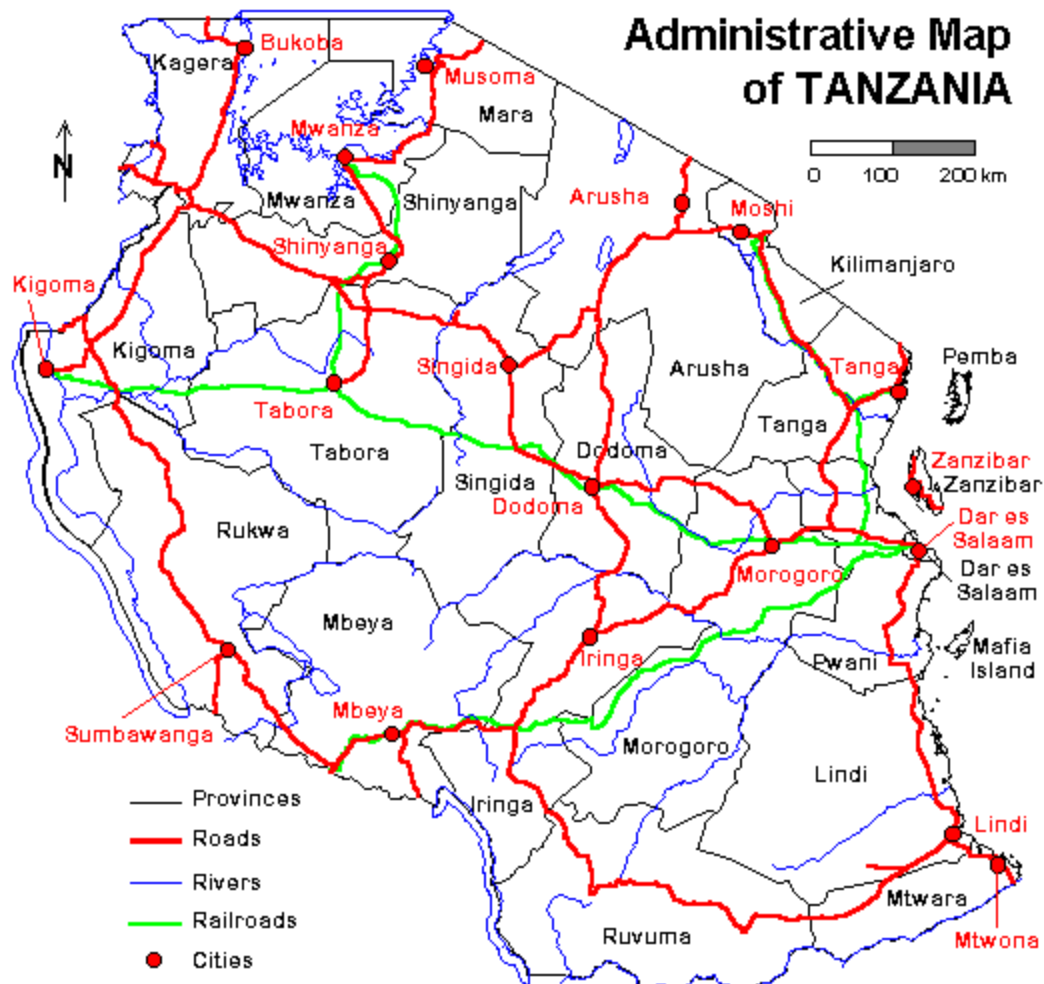 Administrative Map
of TANZANIA
N
0 100 200 km
Bukoba
Kagera
Musoma
Mara
Mwanza
Mwanza
Shinyanga
Arusha
Moshi
Shinyanga
Kilimanjaro
Kigoma
Kigoma
Singida
Arusha
Tanga
Pemba
Tabora
Tanga
Tabora
Dodoma
Singida
Zanzibar
Zanzibar
Dodoma
Rukwa
Dar es
Salaam
Morogoro
Dar es
Salaam
Mbeya
Iringa
Pwani
Mafia
Island
Mbeya
Sumbawanga
Morogoro
Lindi
Iringa
Lindi
Provinces
Roads
Rivers
Railroads
Cities
Mtwara
Ruvuma
Mtwona